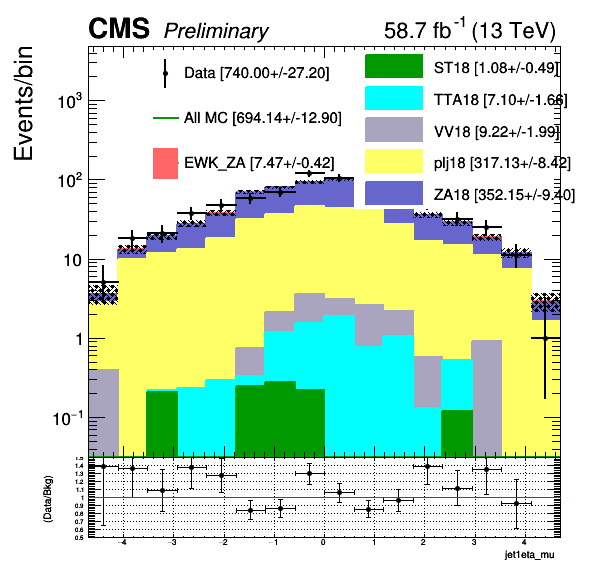 CMS Preliminary 58.7 fb⁻¹ (13 TeV)
Events/bin
Data [740.00+/-27.20]
All MC [694.14+/-12.90]
EWK_ZA [7.47+/-0.42]
ST18 [1.08+/-0.49]
TTA18 [7.10+/-1.66]
VV18 [9.22+/-1.99]
plj18 [317.13+/-8.42]
ZA18 [352.15+/-9.40]
10³
10²
10
1
10⁻¹
(Data/Bkg)
1.5
1.4
1.3
1.2
1.1
1
0.9
0.8
0.7
0.6
0.5
−4 −3 −2 −1 0 1 2 3 4
jet1eta_mu